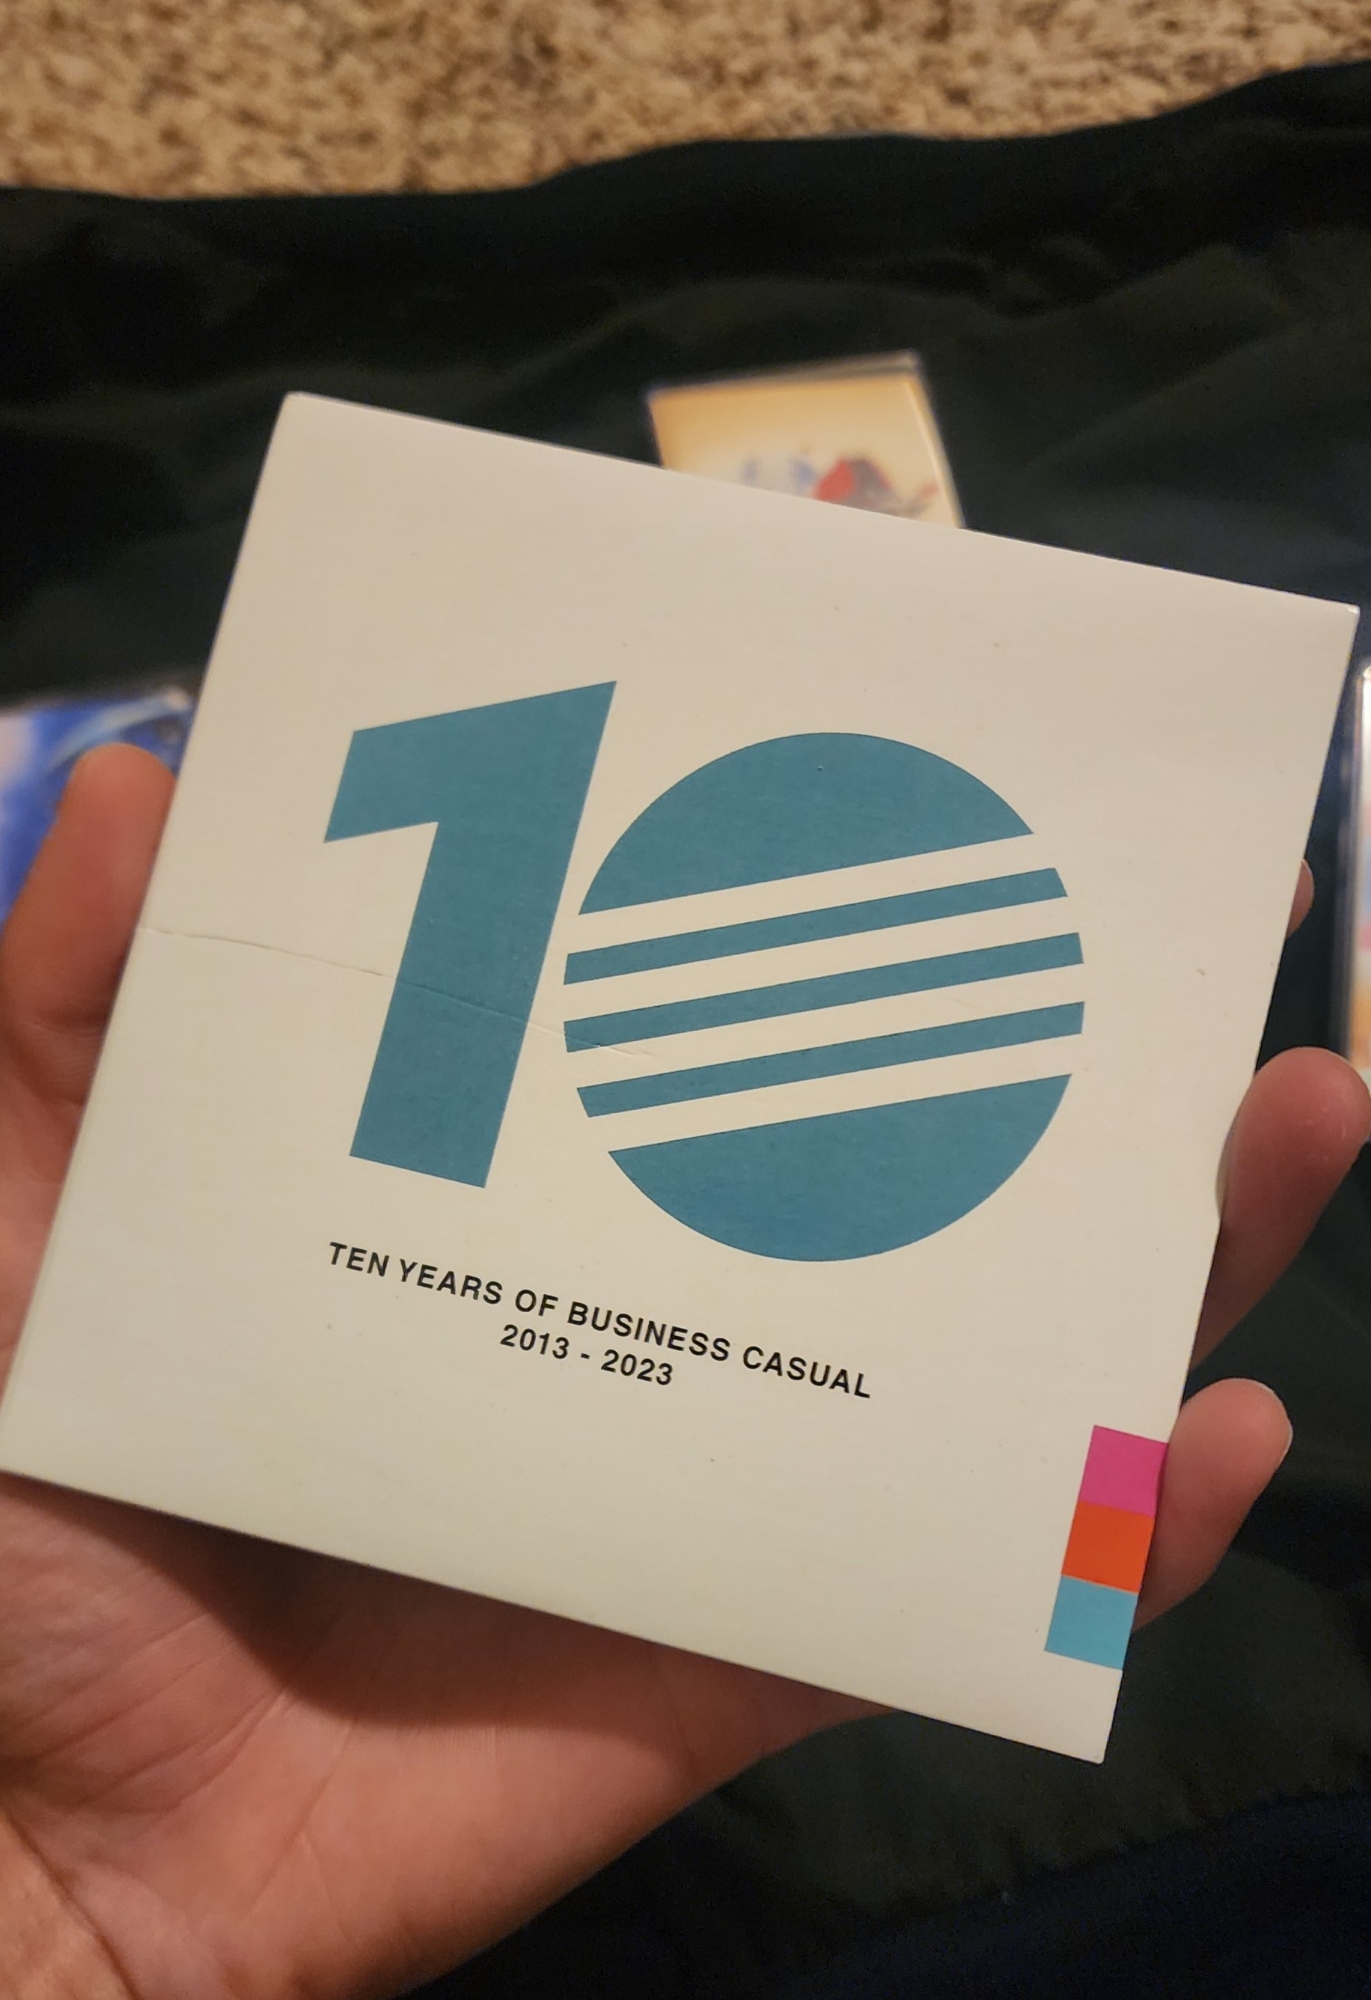 10
TEN YEARS OF BUSINESS CASUAL
2013 - 2023